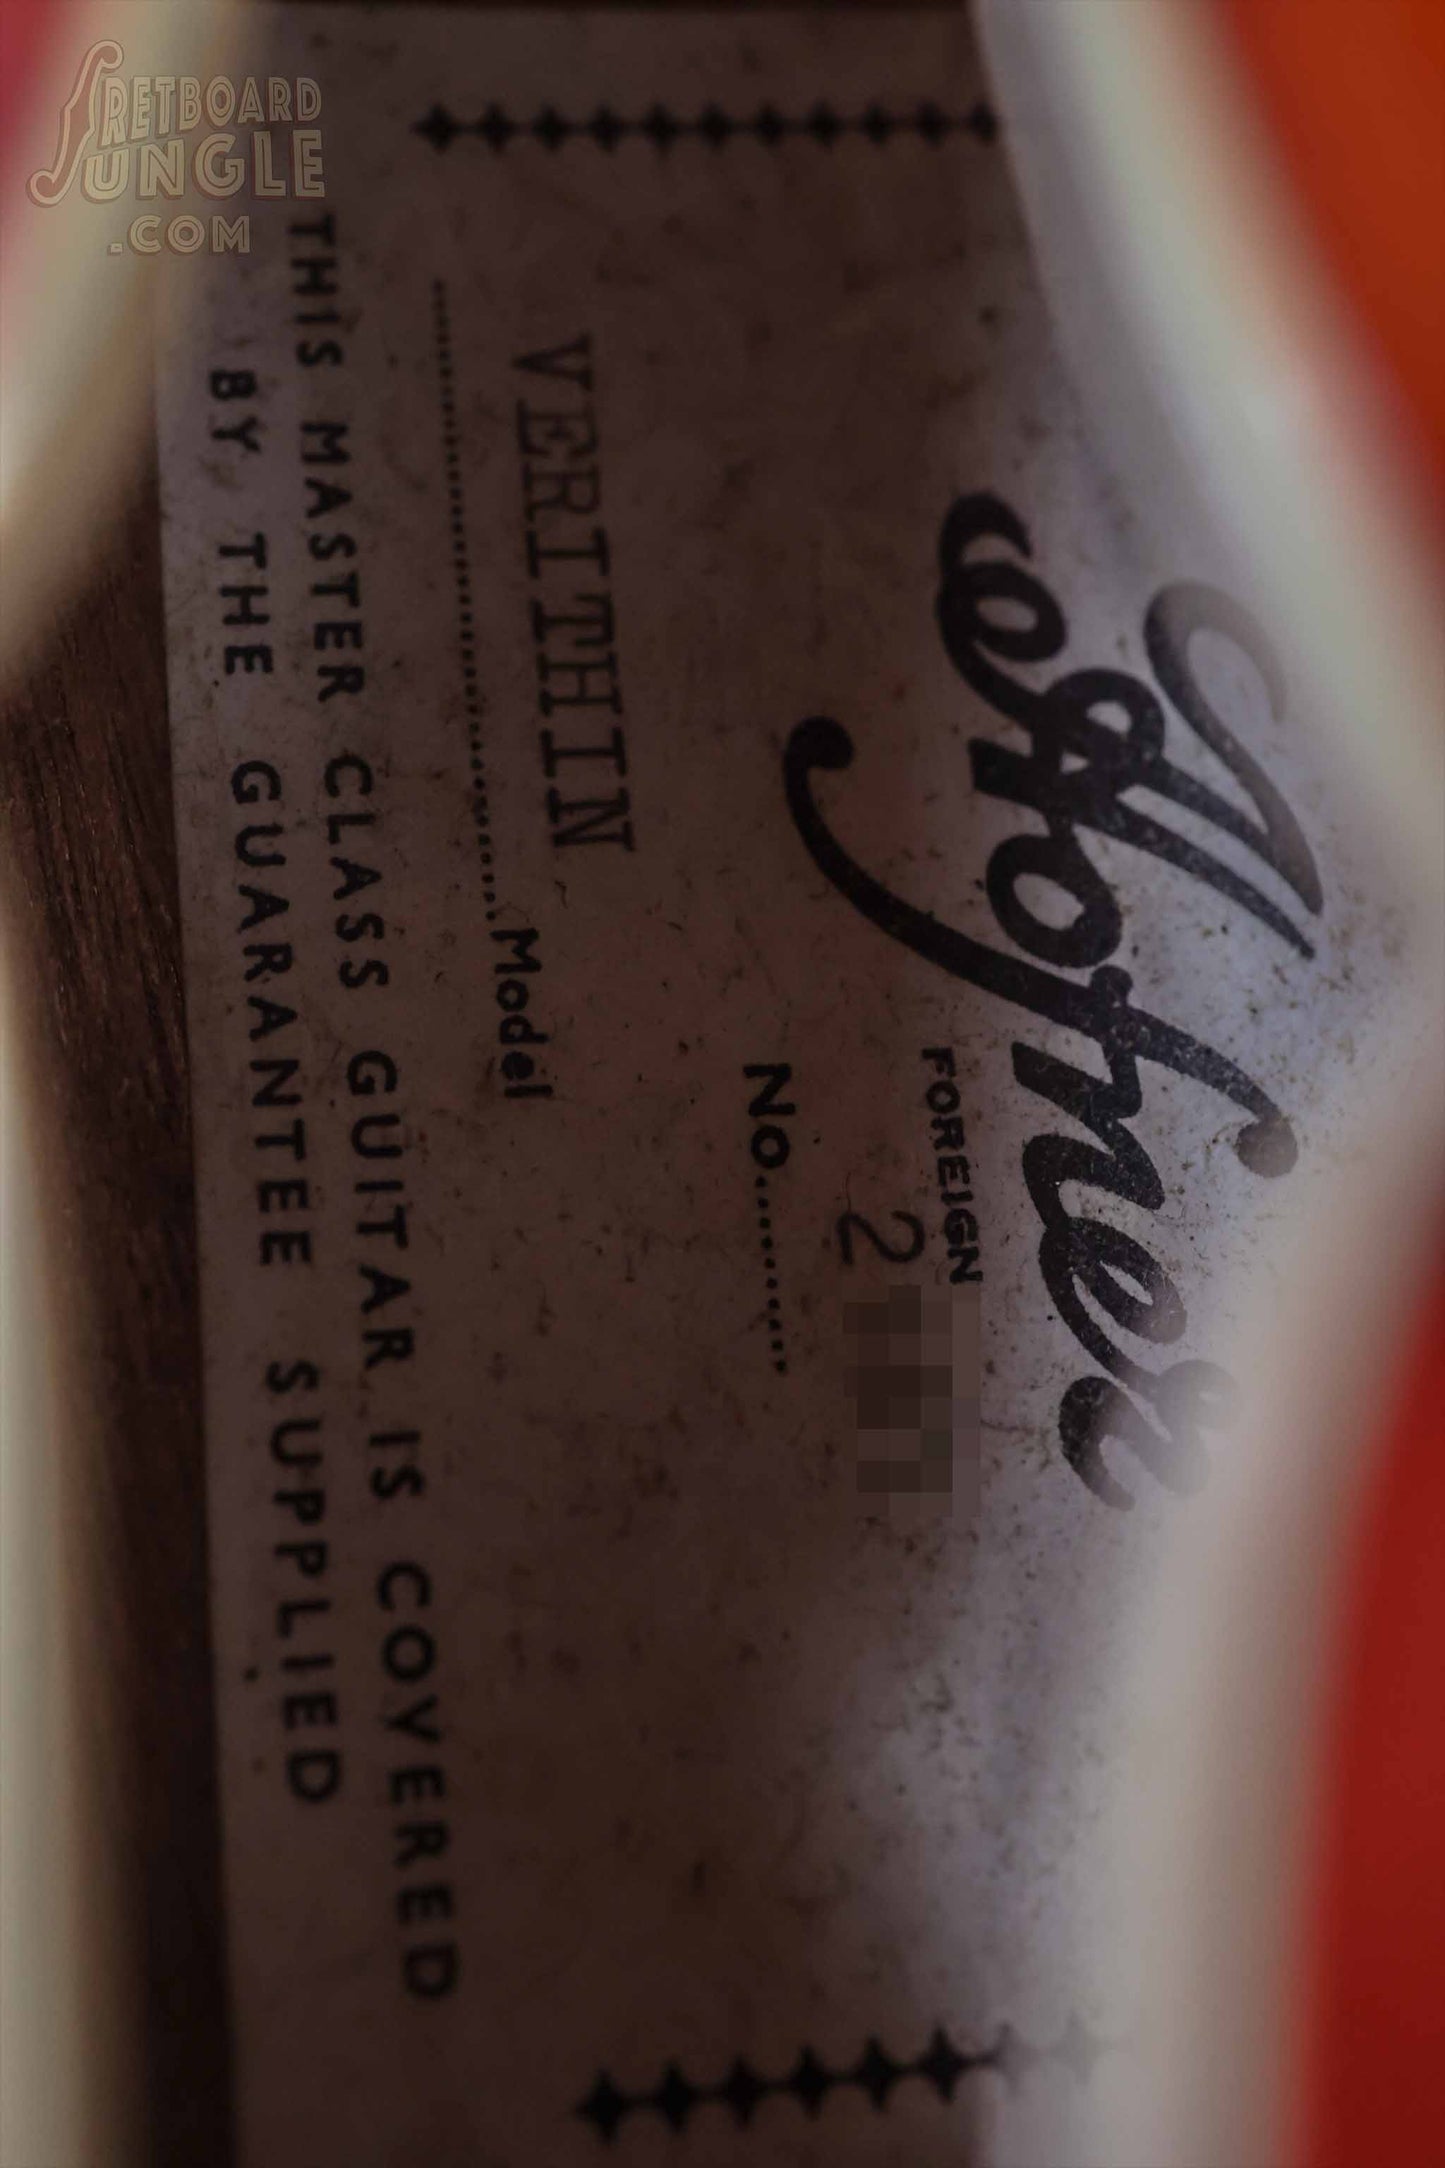 FRETBOARD
JUNGLE
.COM
Hofner
FOREIGN
2
No..........
VERITHIN
..............................Model
THIS MASTER CLASS GUITAR IS COVERED
BY THE GUARANTEE SUPPLIED